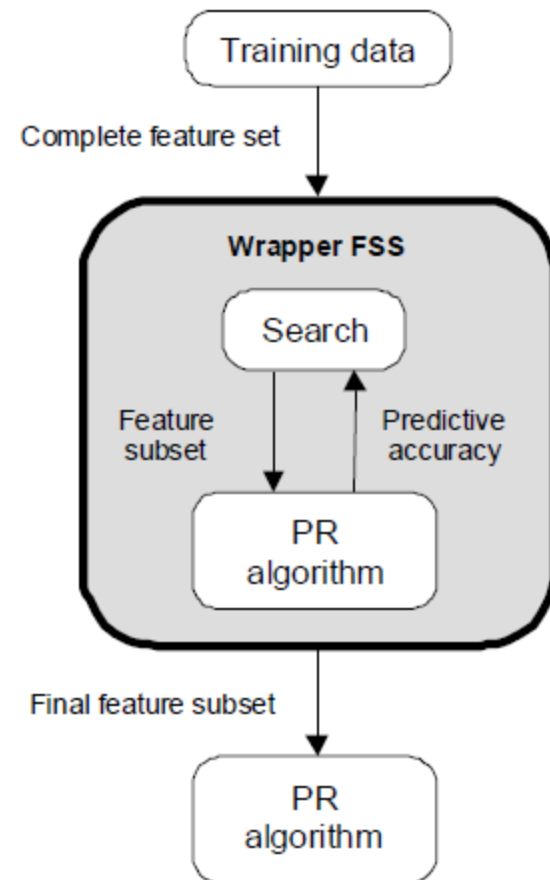 Training data
Complete feature set
Wrapper FSS
Search
Feature
subset
Predictive
accuracy
PR
algorithm
Final feature subset
PR
algorithm